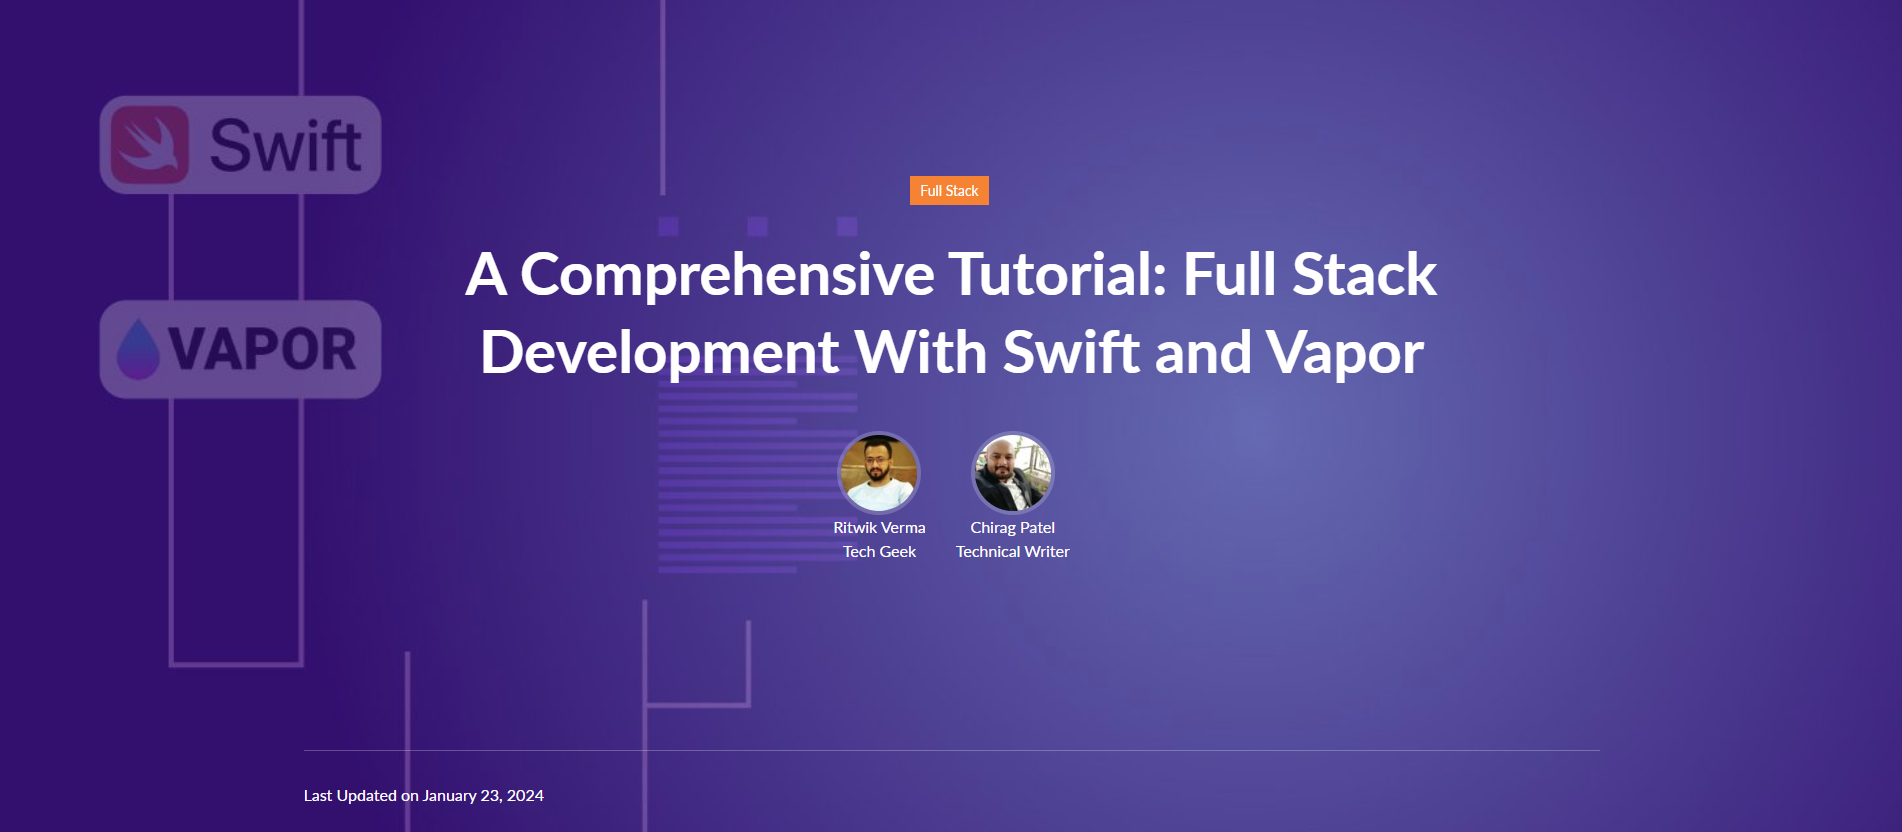 Swift
VAPOR
Full Stack
A Comprehensive Tutorial: Full Stack
Development With Swift and Vapor
Ritwik Verma
Tech Geek
Chirag Patel
Technical Writer
Last Updated on January 23, 2024